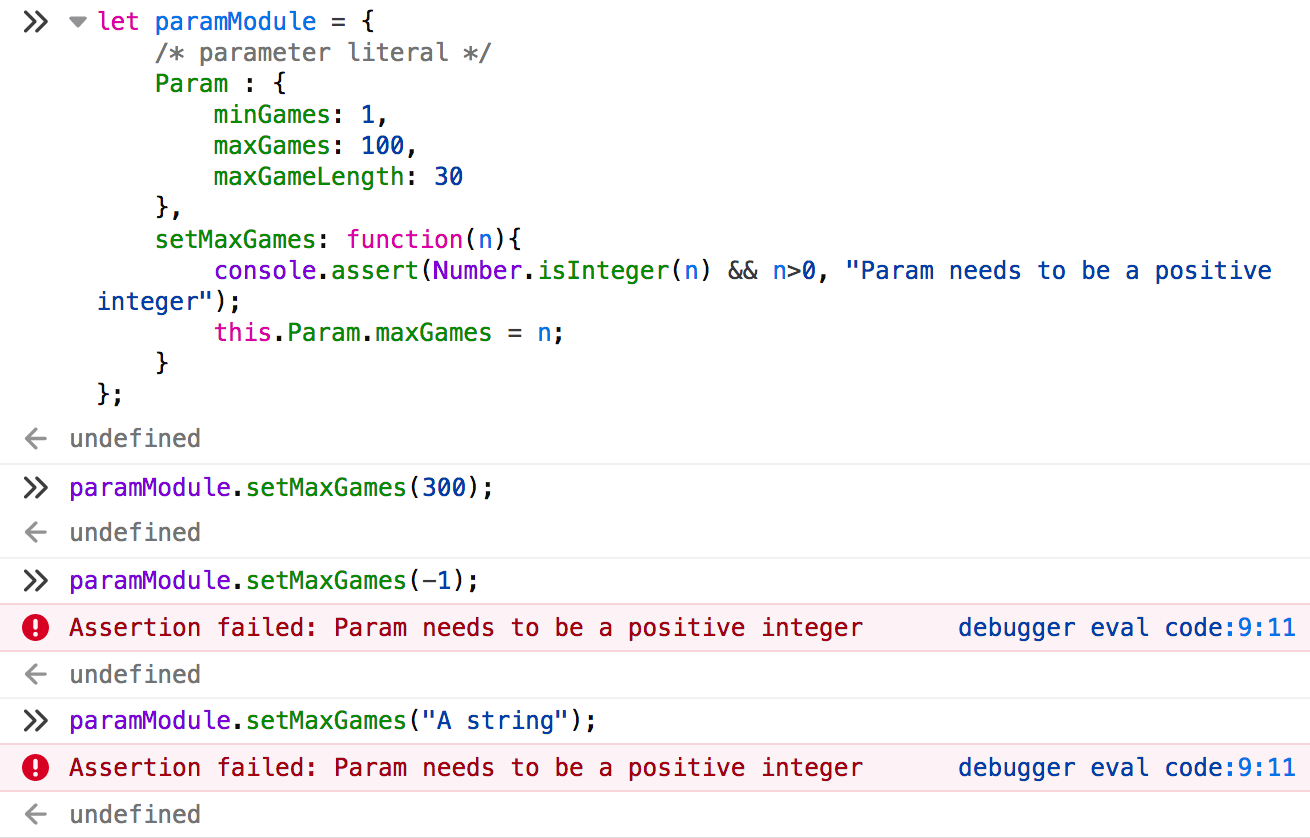 let paramModule = {
/* parameter literal */
Param : {
minGames: 1,
maxGames: 100,
maxGameLength: 30
},
setMaxGames: function(n){
console.assert(Number.isInteger(n) && n>0, "Param needs to be a positive
integer");
this.Param.maxGames = n;
}
};
undefined
paramModule.setMaxGames(300);
undefined
paramModule.setMaxGames(-1);
Assertion failed: Param needs to be a positive integer debugger eval code:9:11
undefined
paramModule.setMaxGames("A string");
Assertion failed: Param needs to be a positive integer debugger eval code:9:11
undefined